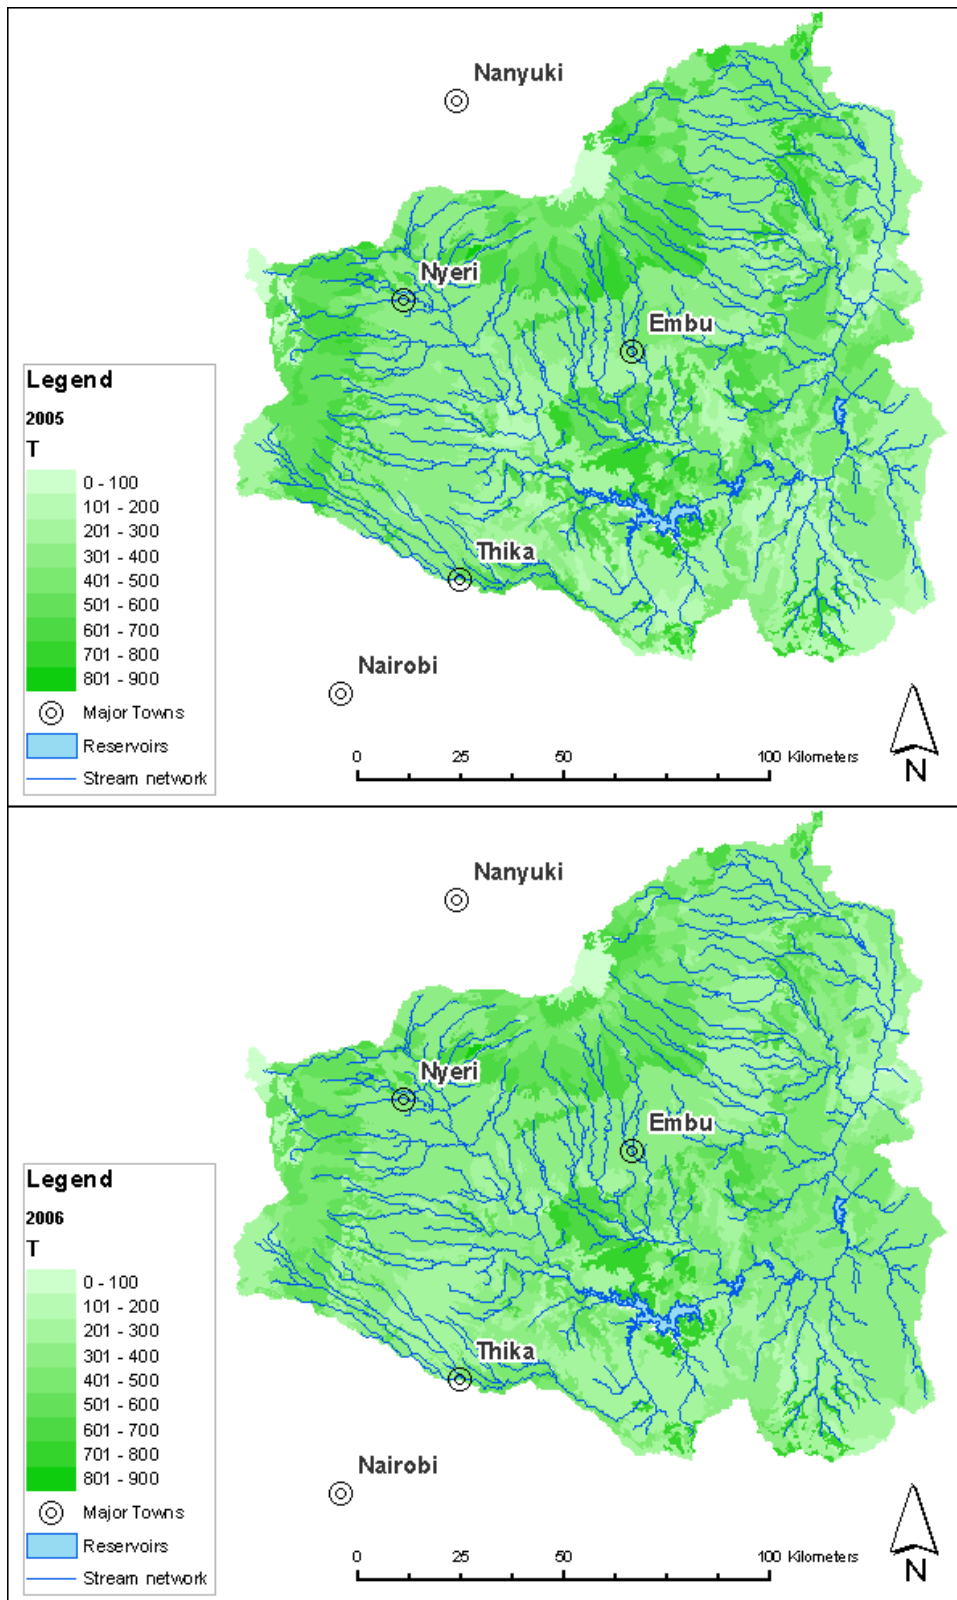 Nanyuki
Nyeri
Embu
Legend
2005
T
0 - 100
101 - 200
201 - 300
301 - 400
401 - 500
501 - 600
601 - 700
701 - 800
801 - 900
Major Towns
Reservoirs
Stream network
Thika
Nairobi
0 25 50 100 Kilometers
N
Nanyuki
Nyeri
Embu
Legend
2006
T
0 - 100
101 - 200
201 - 300
301 - 400
401 - 500
501 - 600
601 - 700
701 - 800
801 - 900
Major Towns
Reservoirs
Stream network
Thika
Nairobi
0 25 50 100 Kilometers
N